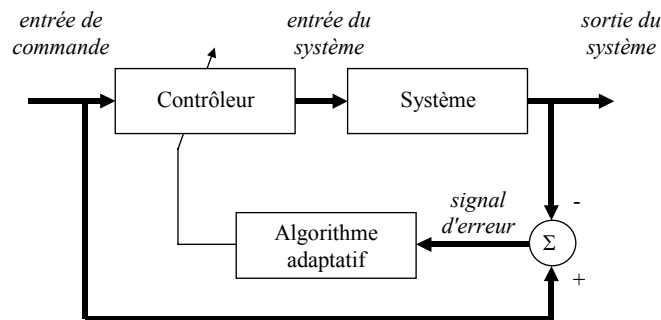 entrée de
commande
entrée du
système
sortie du
système
Contrôleur
Système
signal
d'erreur
-
Algorithme
adaptatif
Σ
+